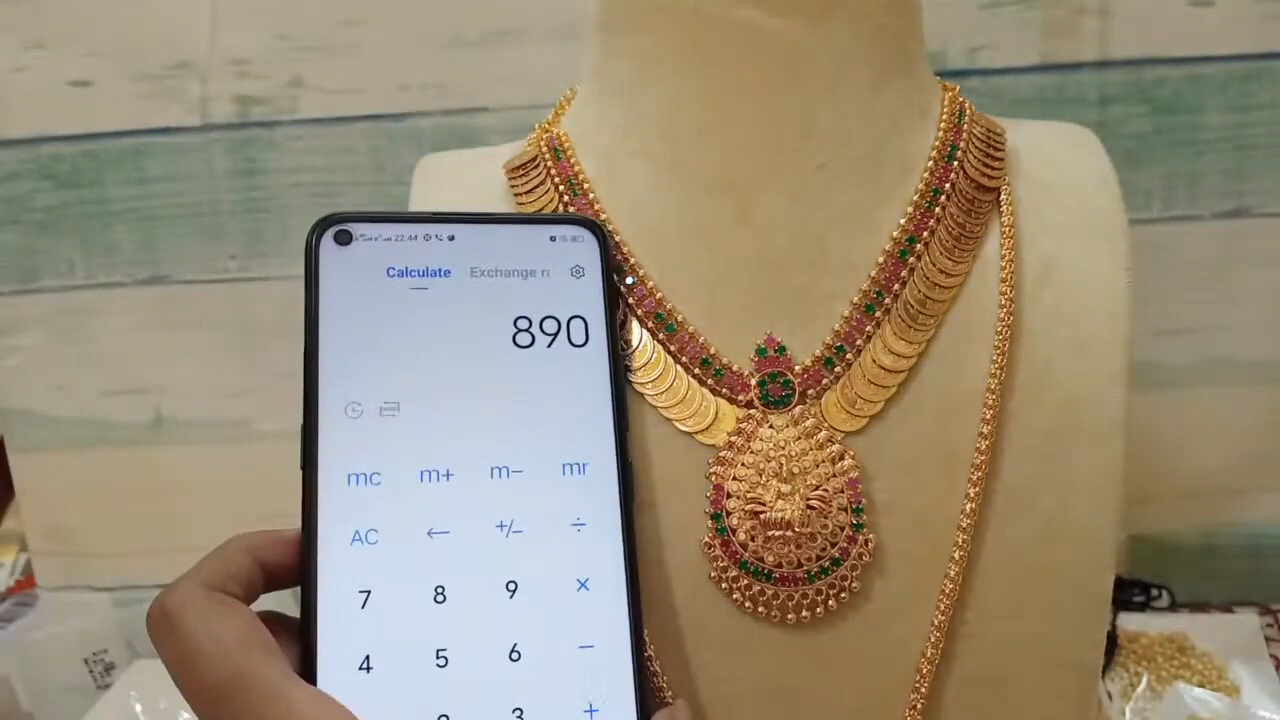 22:44
Calculate Exchange r
890
mc m+ m− mr
AC ← +/− ÷
7 8 9 ×
4 5 6 −
3 +